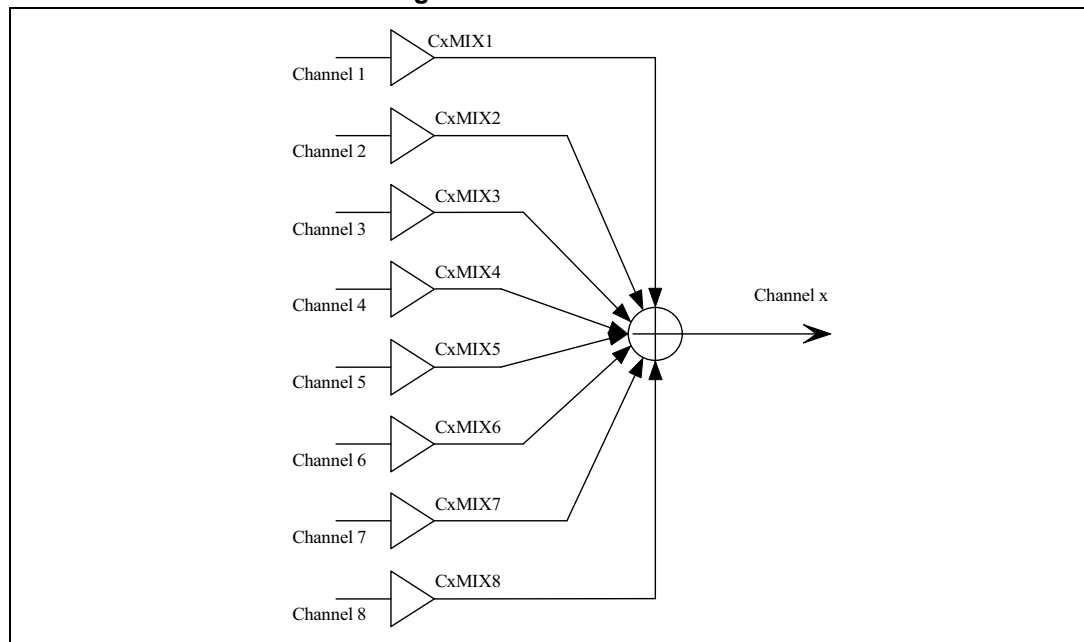 CxMIX1
Channel 1
CxMIX2
Channel 2
CxMIX3
Channel 3
CxMIX4
Channel 4
Channel x
CxMIX5
Channel 5
CxMIX6
Channel 6
CxMIX7
Channel 7
CxMIX8
Channel 8